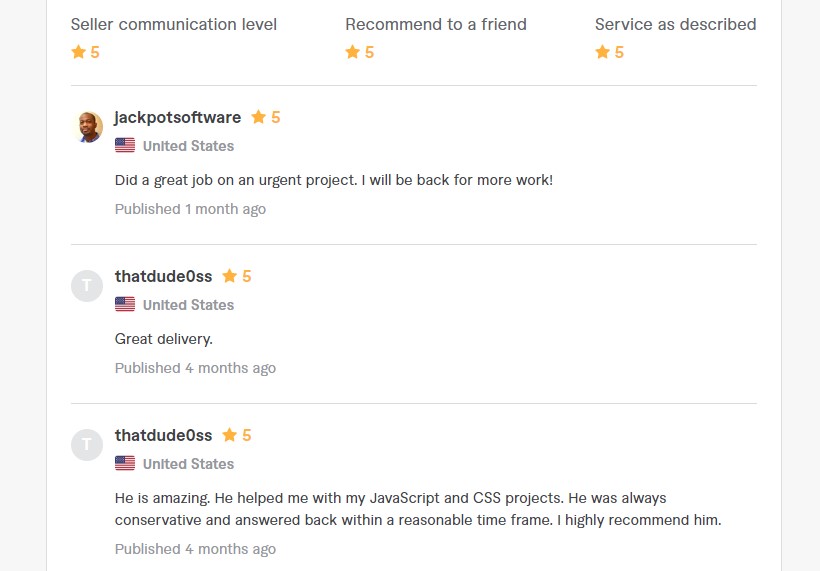 Seller communication level
5
Recommend to a friend
5
Service as described
5
jackpotsoftware 5
United States
Did a great job on an urgent project. I will be back for more work!
Published 1 month ago
T
thatdude0ss 5
United States
Great delivery.
Published 4 months ago
T
thatdude0ss 5
United States
He is amazing. He helped me with my JavaScript and CSS projects. He was always
conservative and answered back within a reasonable time frame. I highly recommend him.
Published 4 months ago